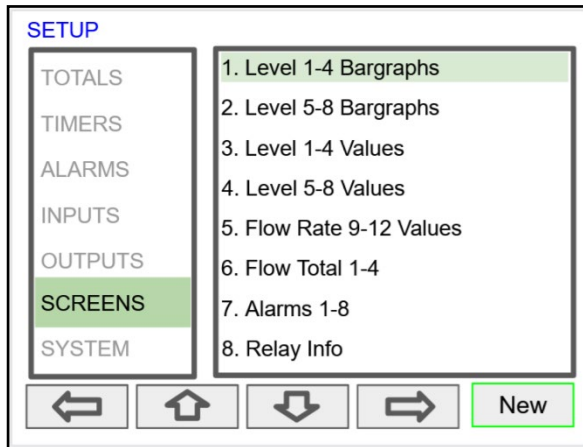 SETUP
TOTALS
TIMERS
ALARMS
INPUTS
OUTPUTS
SCREENS
SYSTEM
1. Level 1-4 Bargraphs
2. Level 5-8 Bargraphs
3. Level 1-4 Values
4. Level 5-8 Values
5. Flow Rate 9-12 Values
6. Flow Total 1-4
7. Alarms 1-8
8. Relay Info
New